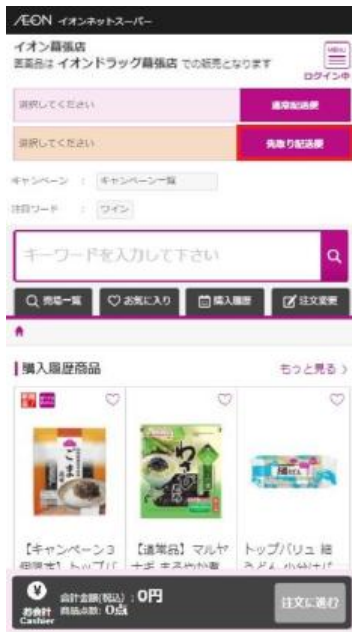 ÆON イオンネットスーパー
イオン幕張店
医薬品は イオンドラッグ幕張店 での販売となります
MENU
ログイン中
選択してください
通常配送便
選択してください
先取り配送便
キャンペーン : キャンペーン一覧
注目ワード : ワイン
キーワードを入力して下さい
売場一覧
お気に入り
購入履歴
注文変更
購入履歴商品
もっと見る
【キャンペーン3
【通常品】マルヤ
トップバリュ 細
¥
お会計
Cashier
合計金額(税込) : 0円
商品点数: 0点
注文に進む